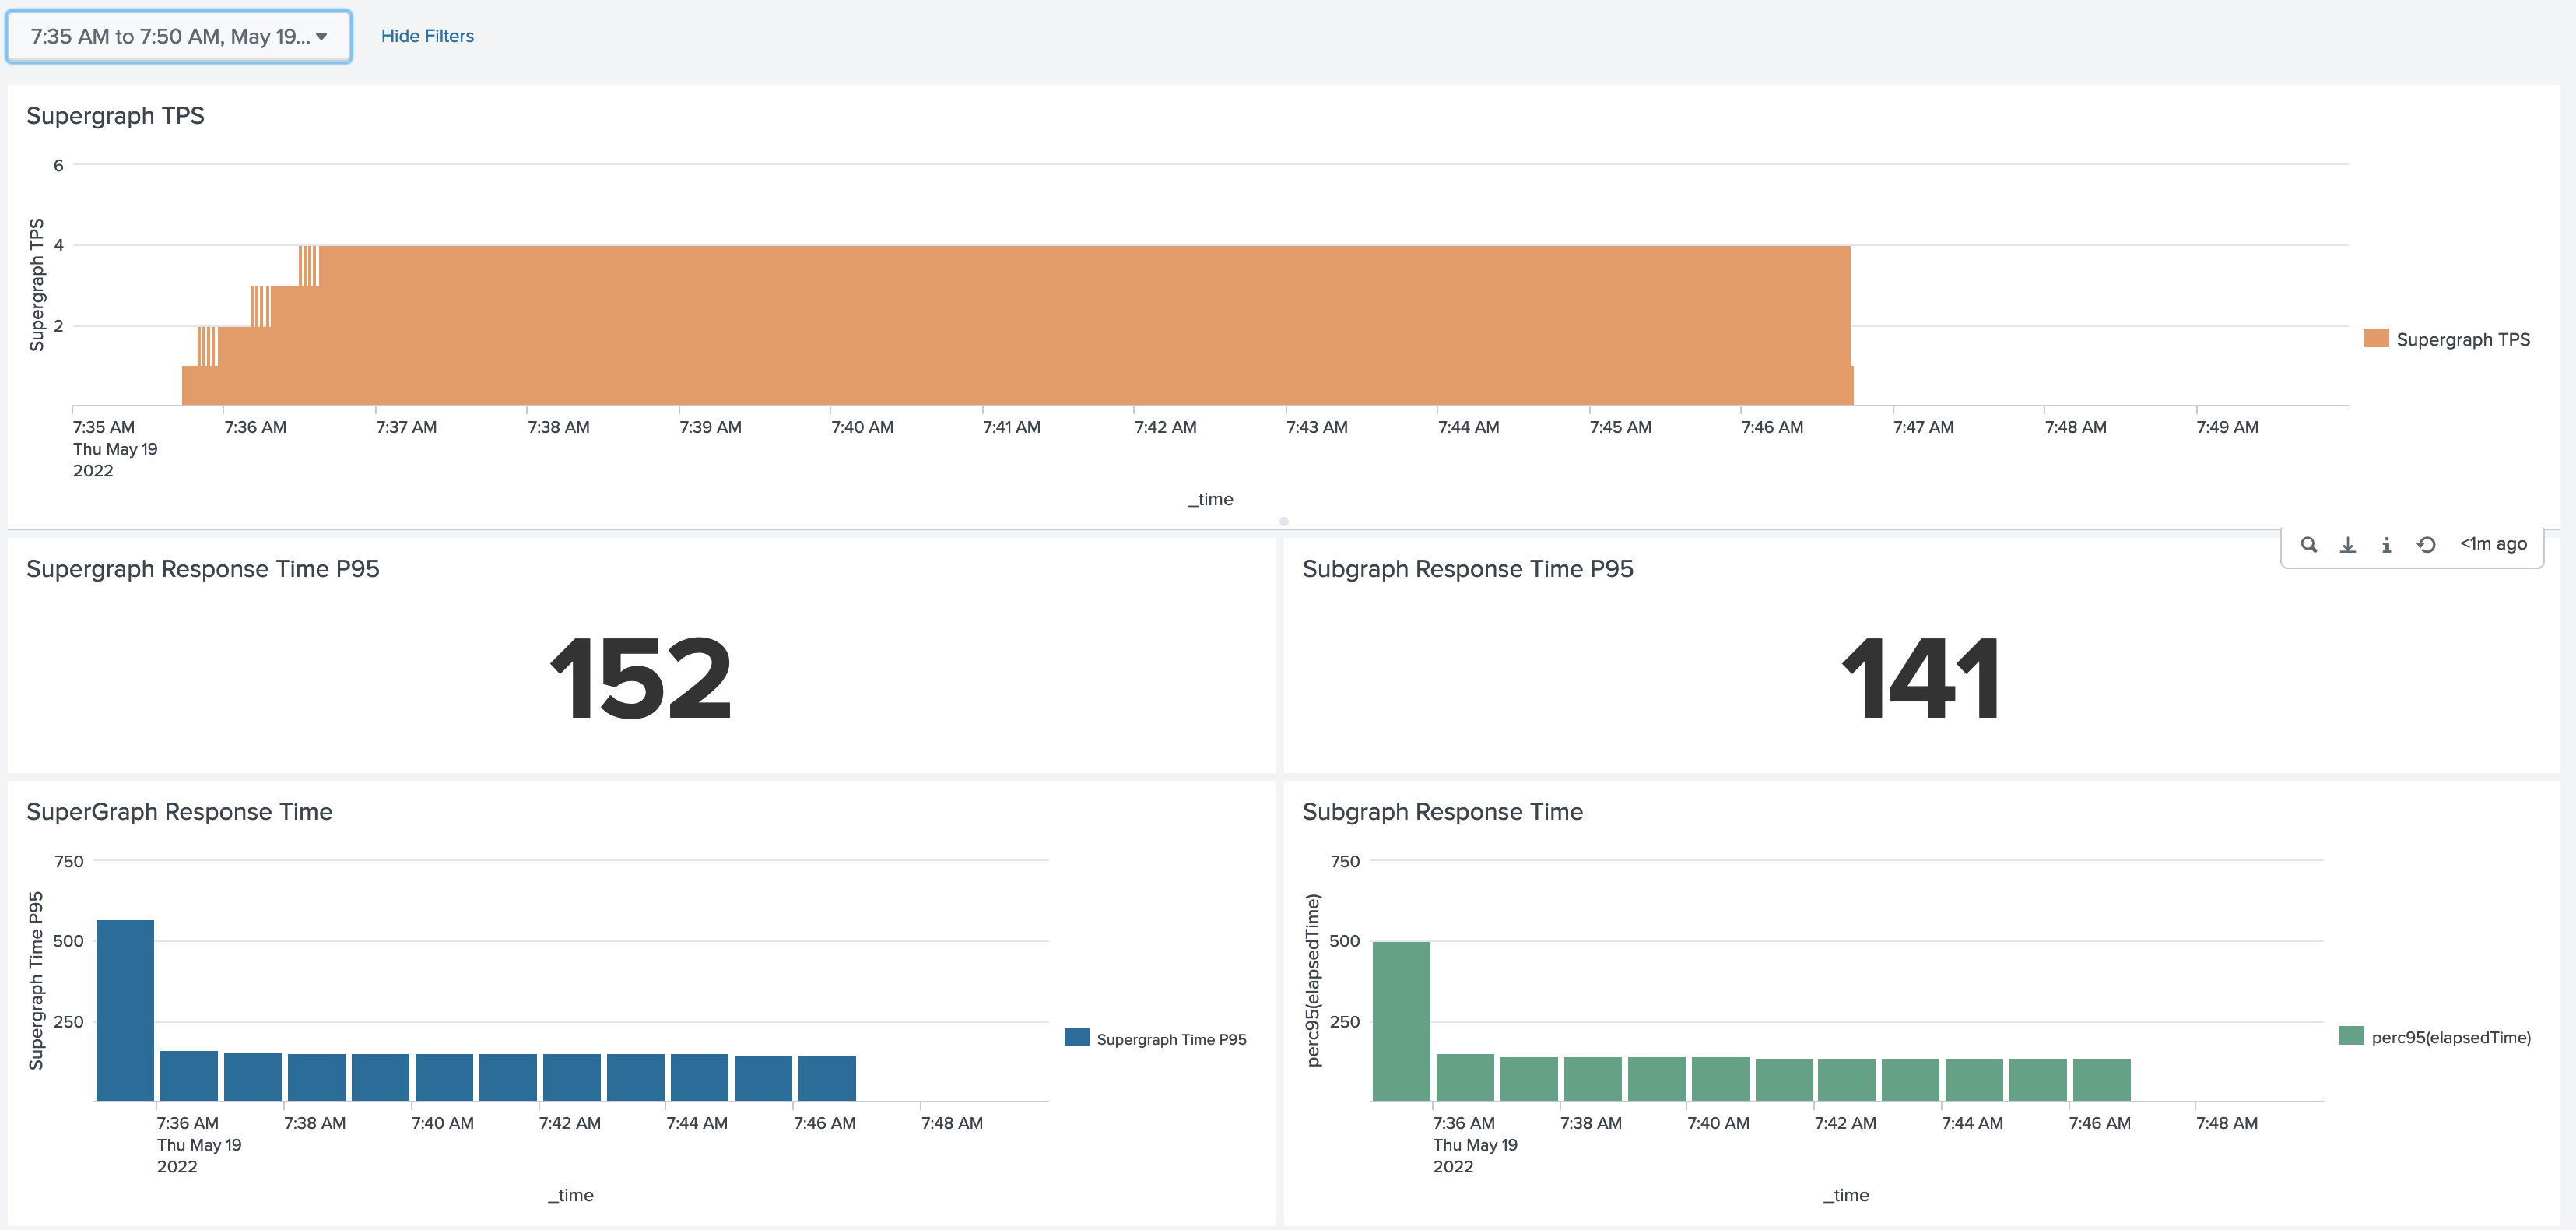 7:35 AM to 7:50 AM, May 19...
Hide Filters
Supergraph TPS
6
4
2
Supergraph TPS
Supergraph TPS
7:35 AM 7:36 AM 7:37 AM 7:38 AM 7:39 AM 7:40 AM 7:41 AM 7:42 AM 7:43 AM 7:44 AM 7:45 AM 7:46 AM 7:47 AM 7:48 AM 7:49 AM
Thu May 19
2022
_time
<1m ago
Supergraph Response Time P95
152
Subgraph Response Time P95
141
SuperGraph Response Time
750
500
250
Supergraph Time P95
Supergraph Time P95
7:36 AM 7:38 AM 7:40 AM 7:42 AM 7:44 AM 7:46 AM 7:48 AM
Thu May 19
2022
_time
Subgraph Response Time
750
500
250
perc95(elapsedTime)
perc95(elapsedTime)
7:36 AM 7:38 AM 7:40 AM 7:42 AM 7:44 AM 7:46 AM 7:48 AM
Thu May 19
2022
_time